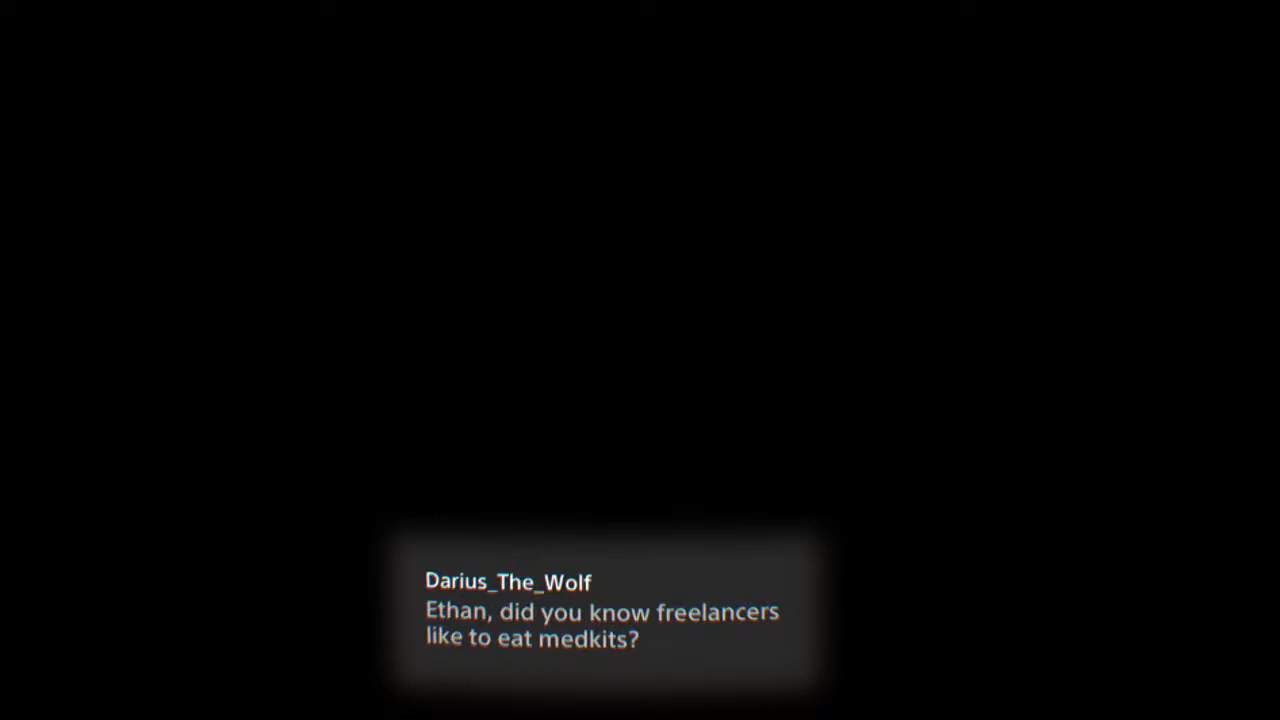 Darius_The_Wolf
Ethan, did you know freelancers
like to eat medkits?